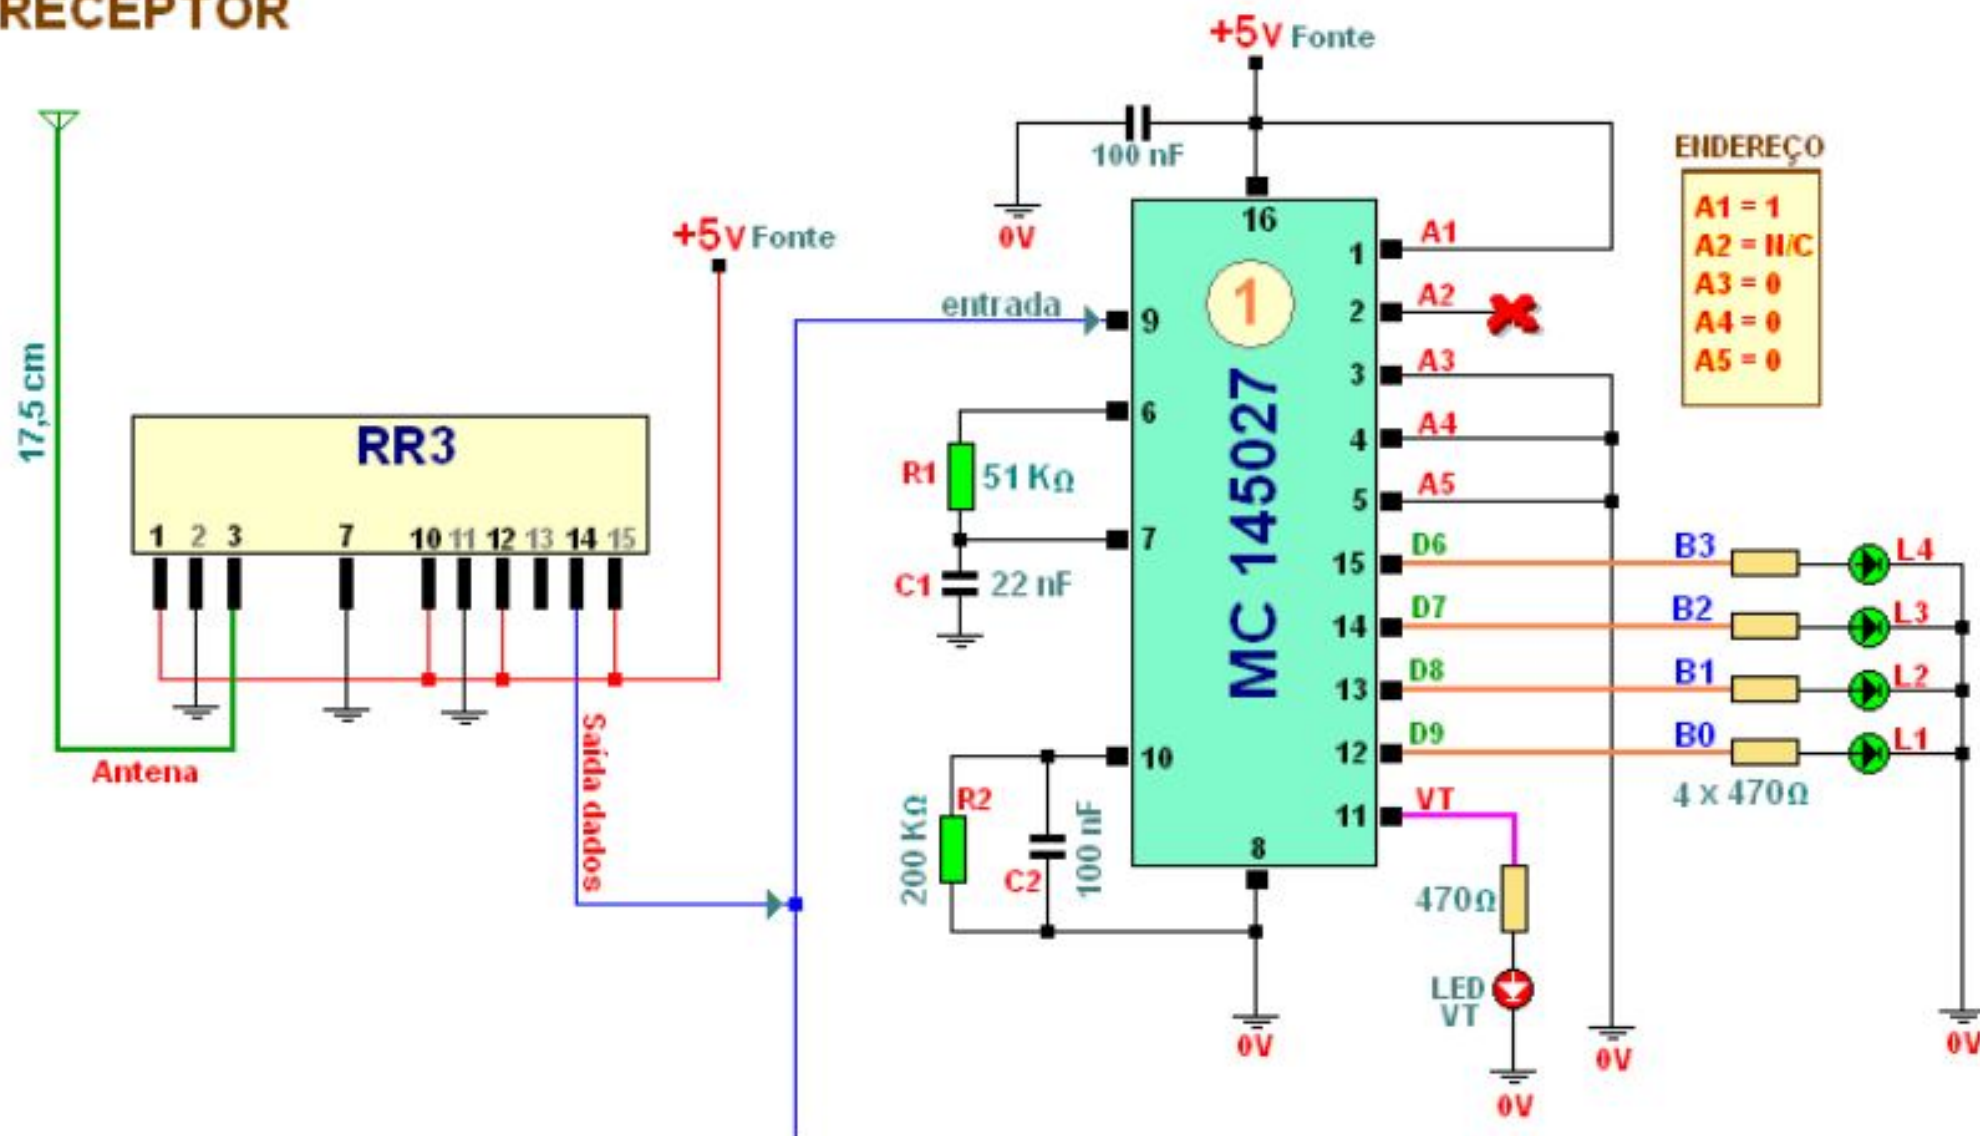 RECEPTOR
+5V Fonte
100 nF
0V
ENDEREÇO
A1 = 1
A2 = N/C
A3 = 0
A4 = 0
A5 = 0
+5V Fonte
17,5 cm
Antena
RR3
1 2 3 7 10 11 12 13 14 15
Saída dados
entrada
16
1
MC 145027
9
6
7
10
8
R1 51 KΩ
C1 22 nF
R2
200 KΩ
C2
100 nF
0V
1 A1
2 A2
3 A3
4 A4
5 A5
15 D6 B3 L4
14 D7 B2 L3
13 D8 B1 L2
12 D9 B0 L1
4 x 470Ω
11 VT
470Ω
LED
VT
0V
0V
0V